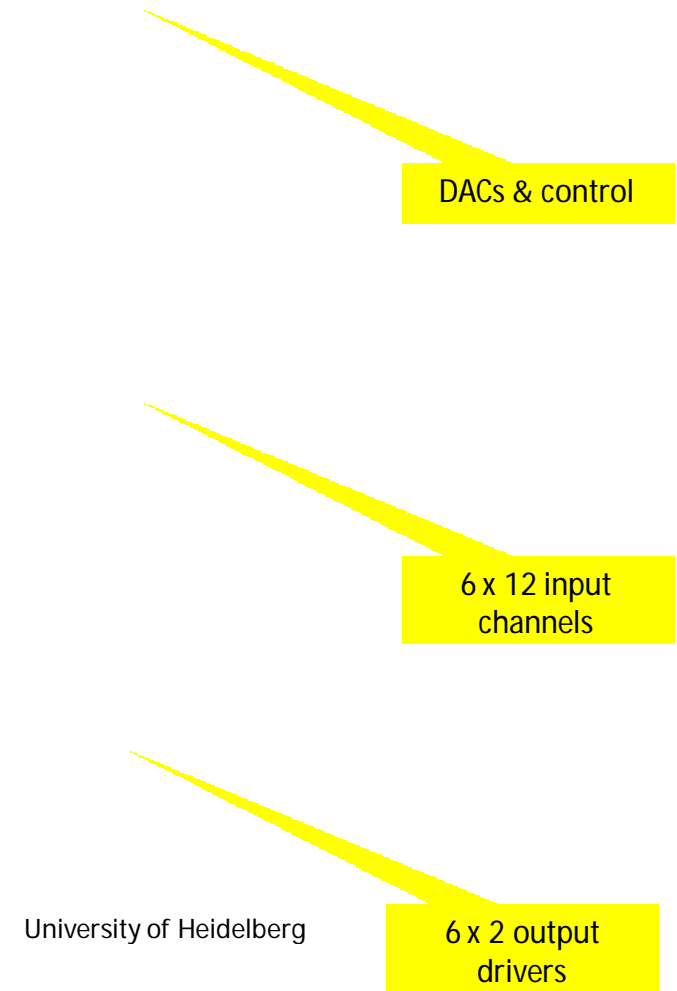 DACs & control
6 x 12 input
channels
University of Heidelberg
6 x 2 output
drivers